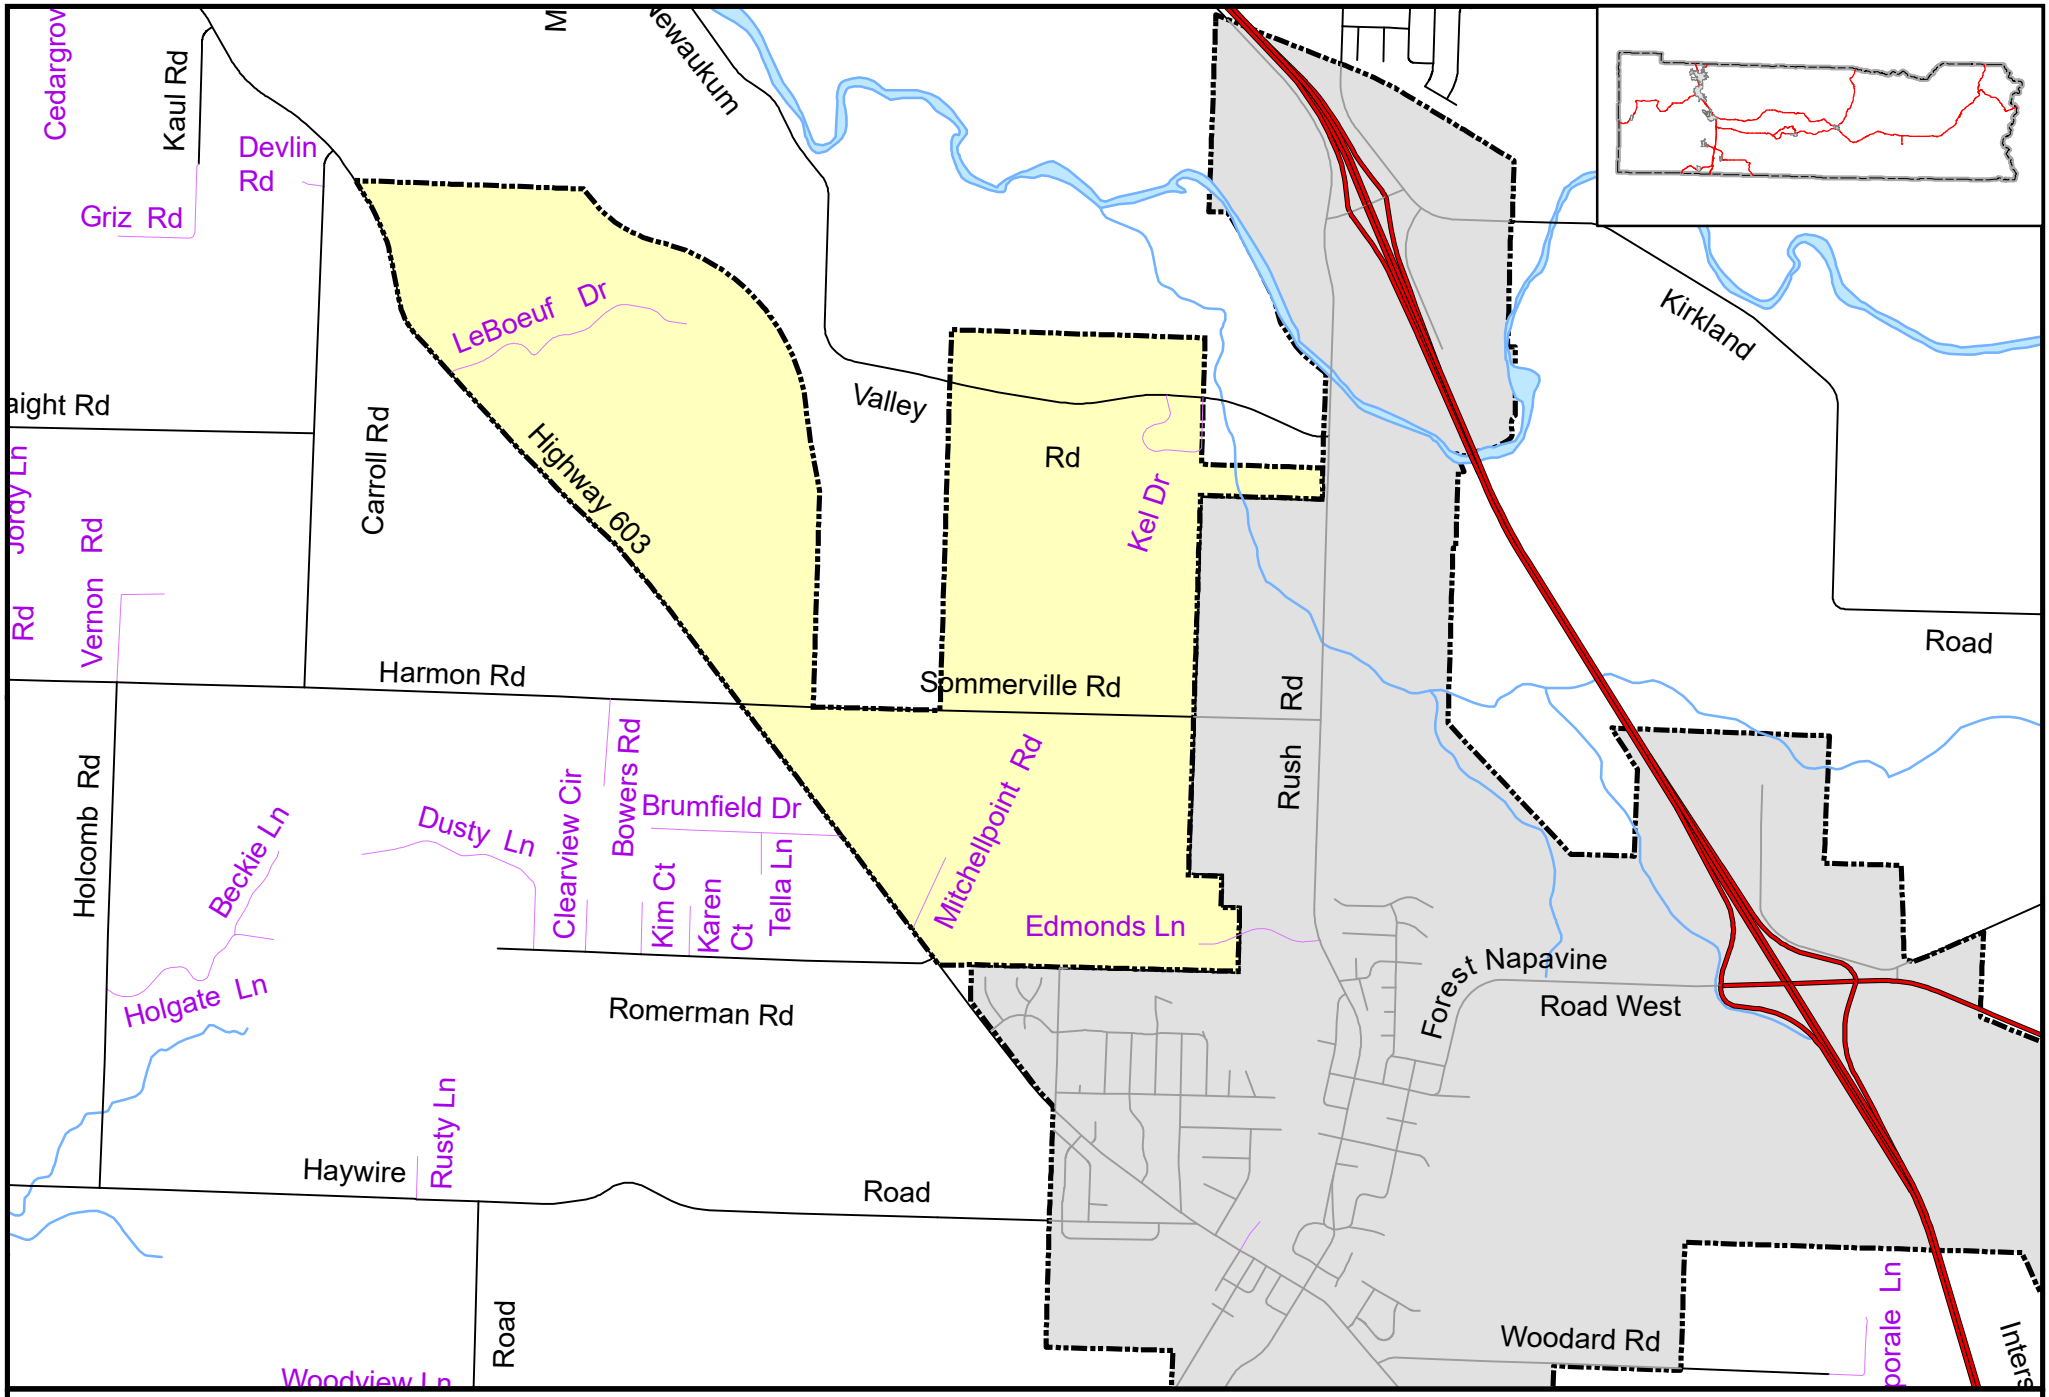 Cedargrov
Kaul Rd
M
Newaukum
Devlin
Rd
Griz Rd
LeBoeuf Dr
Kirkland
Valley
aight Rd
Carroll Rd
Highway 603
Rd
Kel Dr
Jordy Ln
Rd
Vernon Rd
Road
Harmon Rd
Sommerville Rd
Rush Rd
Holcomb Rd
Beckie Ln
Dusty Ln
Clearview Cir
Bowers Rd
Brumfield Dr
Kim Ct
Karen
Ct
Tella Ln
Mitchellpoint Rd
Edmonds Ln
Forest Napavine
Road West
Holgate Ln
Romerman Rd
Rusty Ln
Haywire Road
Road
Woodard Rd
porale Ln
Inters
Woodview Ln